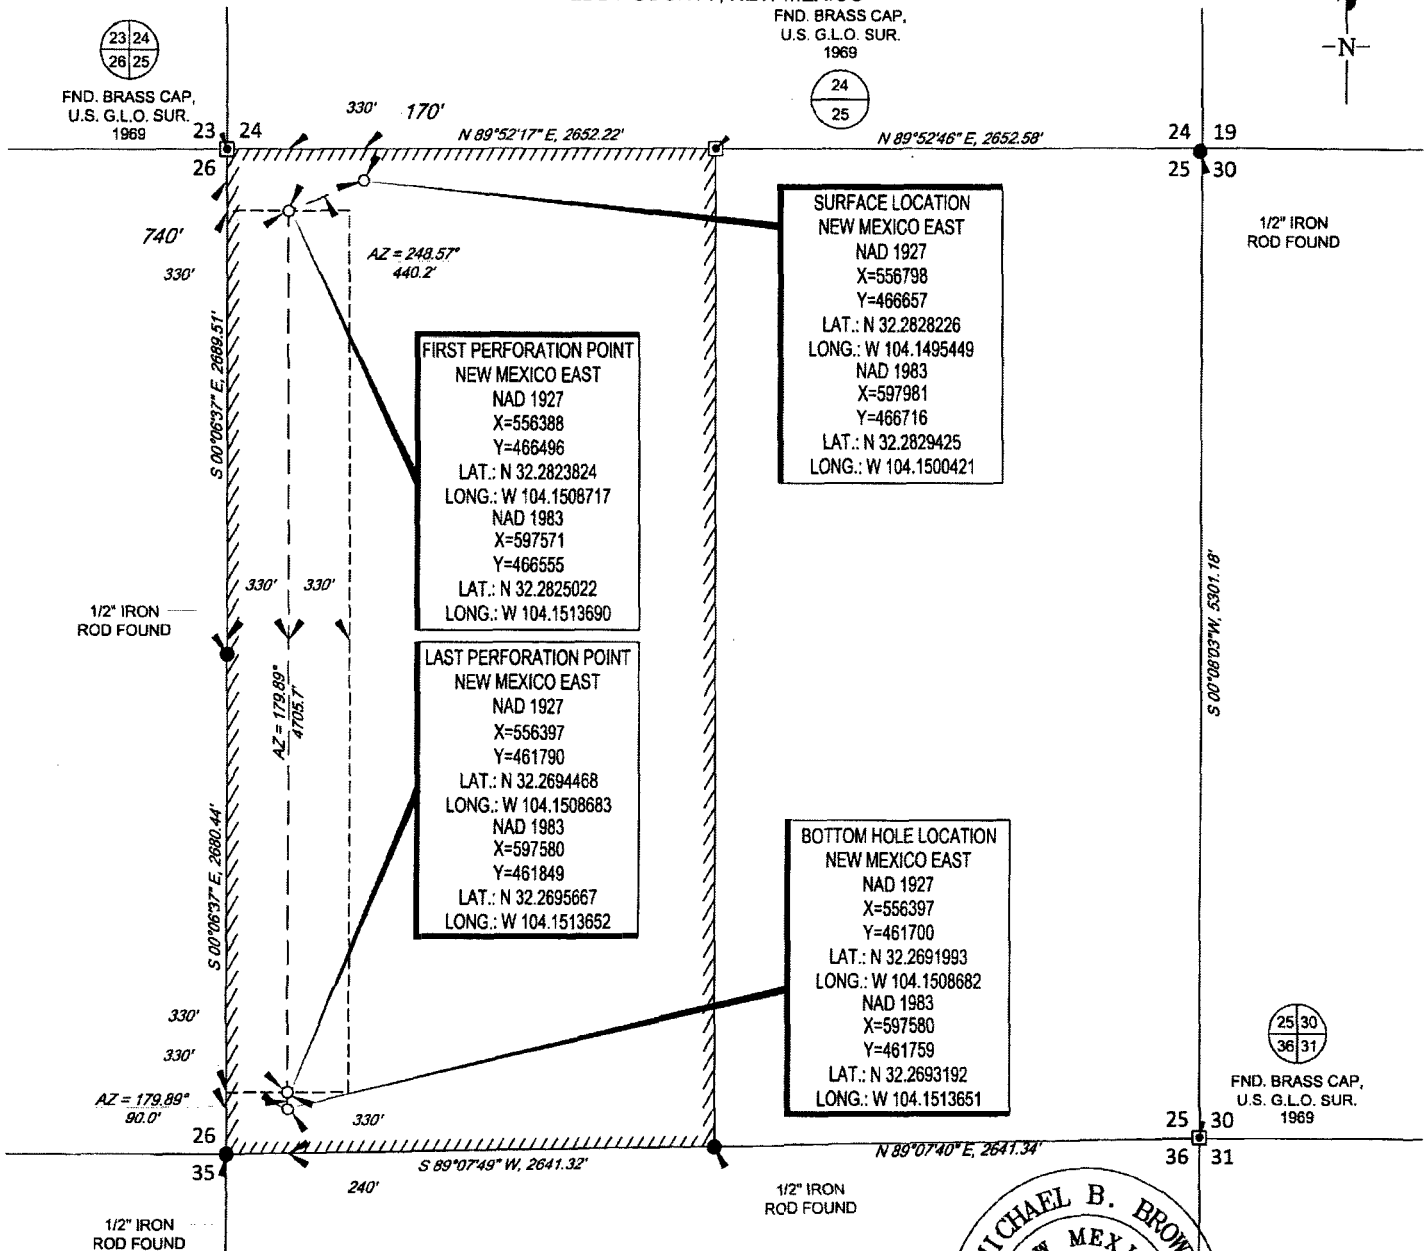 FND. BRASS CAP,
U.S. G.L.O. SUR.
1969
23 24
26 25
FND. BRASS CAP,
U.S. G.L.O. SUR.
1969
24
25
-N-
330' 170'
N 89°52'17" E, 2652.22'
N 89°52'46" E, 2652.58'
23 24
26
24 19
25 30
1/2" IRON
ROD FOUND
740'
330'
AZ = 248.57°
440.2'
S 00°06'37" E, 2689.51'
SURFACE LOCATION
NEW MEXICO EAST
NAD 1927
X=556798
Y=466657
LAT.: N 32.2828226
LONG.: W 104.1495449
NAD 1983
X=597981
Y=466716
LAT.: N 32.2829425
LONG.: W 104.1500421
FIRST PERFORATION POINT
NEW MEXICO EAST
NAD 1927
X=556388
Y=466496
LAT.: N 32.2823824
LONG.: W 104.1508717
NAD 1983
X=597571
Y=466555
LAT.: N 32.2825022
LONG.: W 104.1513690
330' 330'
1/2" IRON
ROD FOUND
S 00°08'03" W, 5301.18'
AZ = 179.89°
4705.7'
LAST PERFORATION POINT
NEW MEXICO EAST
NAD 1927
X=556397
Y=461790
LAT.: N 32.2694468
LONG.: W 104.1508683
NAD 1983
X=597580
Y=461849
LAT.: N 32.2695667
LONG.: W 104.1513652
S 00°06'37" E, 2680.44'
BOTTOM HOLE LOCATION
NEW MEXICO EAST
NAD 1927
X=556397
Y=461700
LAT.: N 32.2691993
LONG.: W 104.1508682
NAD 1983
X=597580
Y=461759
LAT.: N 32.2693192
LONG.: W 104.1513651
330'
330'
AZ = 179.89°
90.0'
330'
25 30
36 31
FND. BRASS CAP,
U.S. G.L.O. SUR.
1969
26
35
25 30
36 31
S 89°07'49" W, 2641.32'
N 89°07'40" E, 2641.34'
240'
1/2" IRON
ROD FOUND
1/2" IRON
ROD FOUND
MICHAEL B. BROW
W MEXI